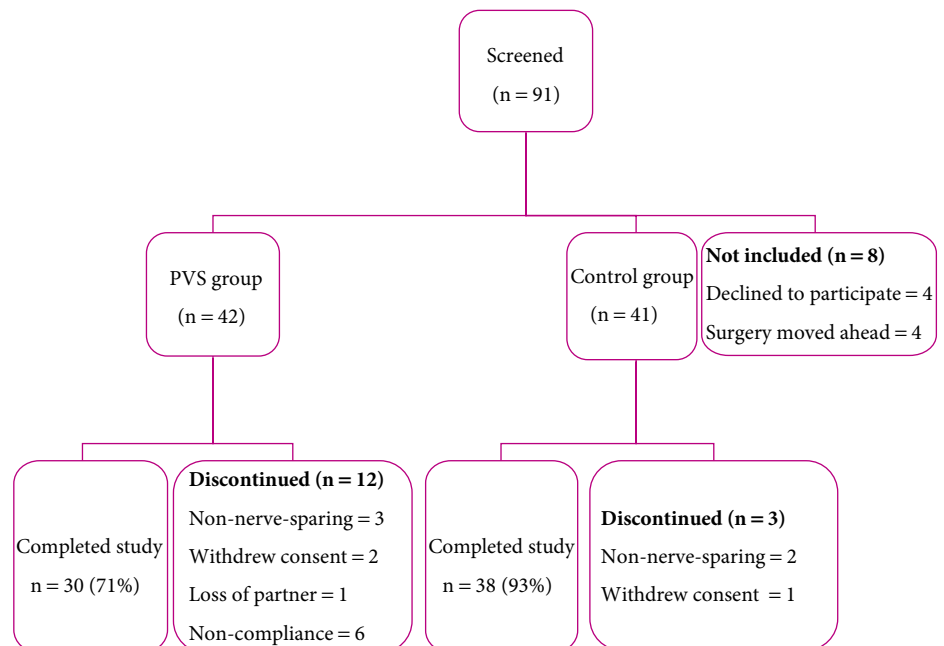 Screened
(n = 91)
PVS group
(n = 42)
Control group
(n = 41)
Not included (n = 8)
Declined to participate = 4
Surgery moved ahead = 4
Completed study
n = 30 (71%)
Discontinued (n = 12)
Non-nerve-sparing = 3
Withdrew consent = 2
Loss of partner = 1
Non-compliance = 6
Completed study
n = 38 (93%)
Discontinued (n = 3)
Non-nerve-sparing = 2
Withdrew consent = 1